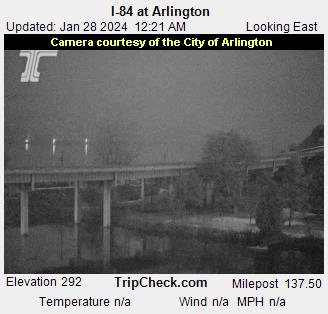 I-84 at Arlington
Updated: Jan 28 2024 12:21 AM Looking East
Camera courtesy of the City of Arlington
Elevation 292 TripCheck.com Milepost 137.50
Temperature n/a Wind n/a MPH n/a